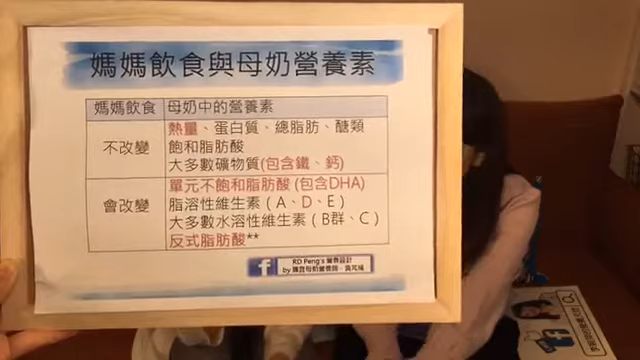 媽媽飲食與母奶營養素
媽媽飲食 母奶中的營養素
不改變
熱量、蛋白質、總脂肪、醣類
飽和脂肪酸
大多數礦物質(包含鐵、鈣)
會改變
單元不飽和脂肪酸 (包含DHA)
脂溶性維生素（A、D、E）
大多數水溶性維生素（B群、C）
反式脂肪酸**
RD Peng's 營養設計